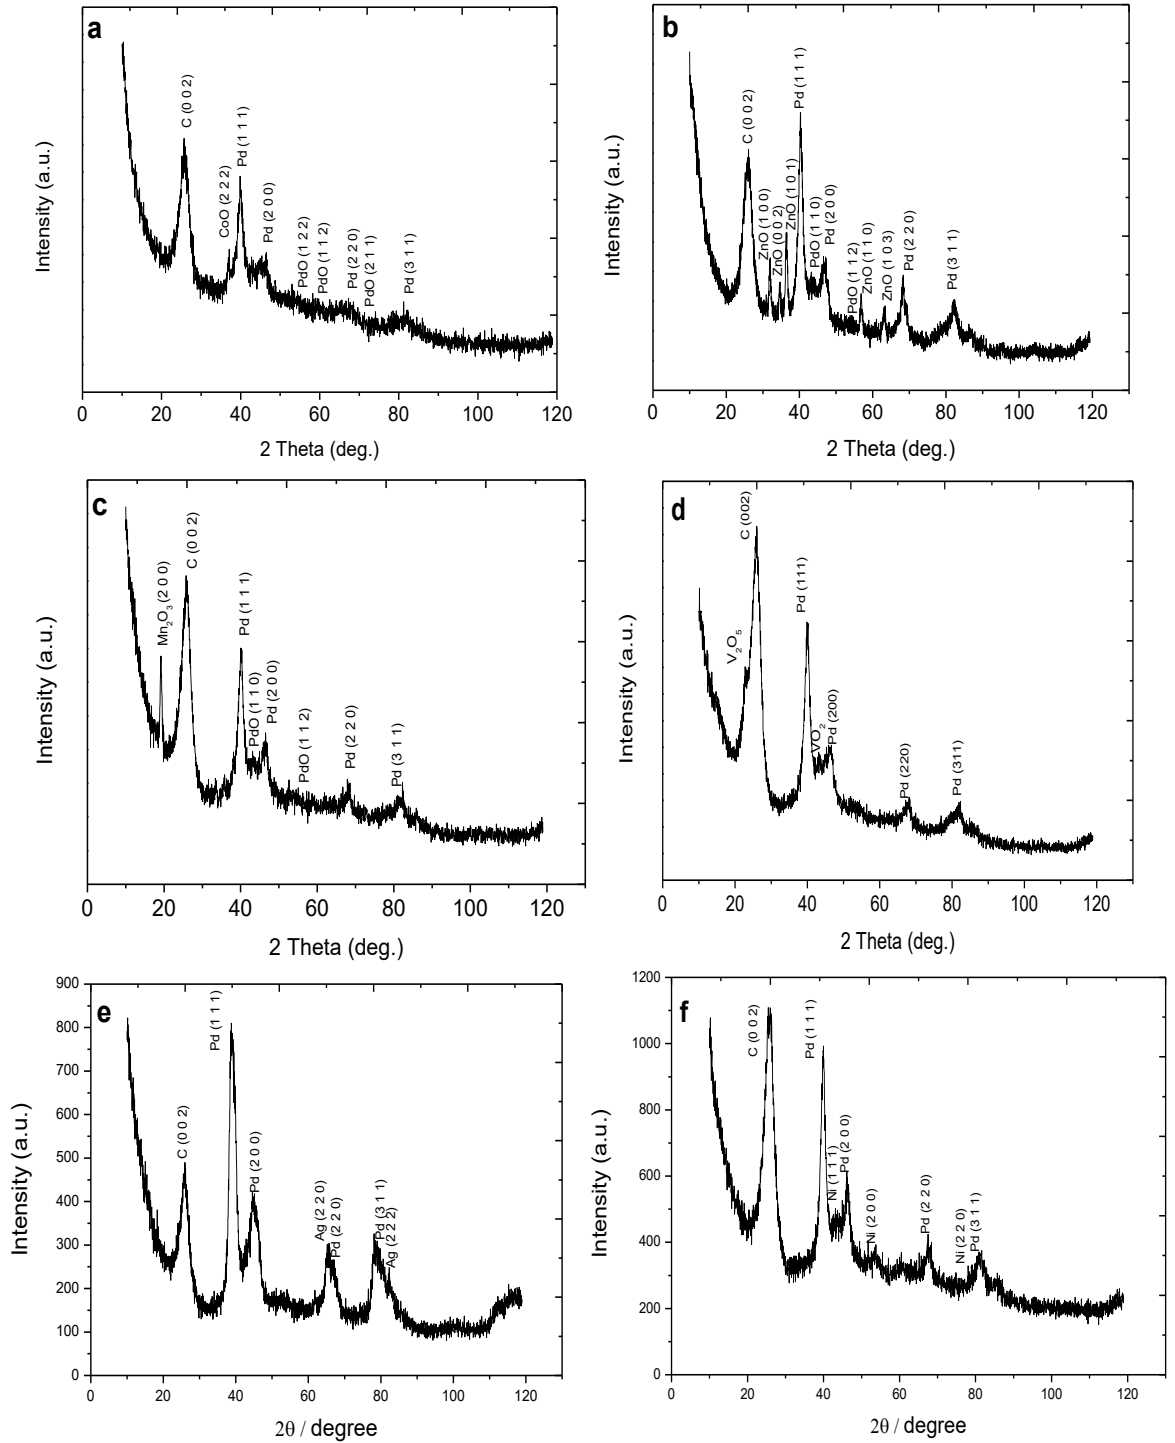 a
C (0 0 2)
CoO (2 2 2)
Pd (1 1 1)
Pd (2 0 0)
PdO (1 2 2)
PdO (1 1 2)
Pd (2 2 0)
PdO (2 1 1)
Pd (3 1 1)
Intensity (a.u.)
0 20 40 60 80 100 120
2 Theta (deg.)
b
C (0 0 2)
ZnO (1 0 0)
ZnO (0 0 2)
ZnO (1 0 1)
Pd (1 1 1)
PdO (1 1 0)
Pd (2 0 0)
PdO (1 1 2)
ZnO (1 1 0)
ZnO (1 0 3)
Pd (2 2 0)
Pd (3 1 1)
Intensity (a.u.)
0 20 40 60 80 100 120
2 Theta (deg.)
c
Mn2O3 (2 0 0)
C (0 0 2)
Pd (1 1 1)
PdO (1 1 0)
Pd (2 0 0)
PdO (1 1 2)
Pd (2 2 0)
Pd (3 1 1)
Intensity (a.u.)
0 20 40 60 80 100 120
2 Theta (deg.)
d
V2O5
C (002)
Pd (111)
VO2
Pd (200)
Pd (220)
Pd (311)
Intensity (a.u.)
0 20 40 60 80 100 120
2 Theta (deg.)
e
C (0 0 2)
Pd (1 1 1)
Pd (2 0 0)
Ag (2 2 0)
Pd (2 2 0)
Pd (3 1 1)
Ag (2 2 2)
Intensity (a.u.)
900
800
700
600
500
400
300
200
100
0
0 20 40 60 80 100 120
2θ / degree
f
C (0 0 2)
Pd (1 1 1)
Ni (1 1 1)
Pd (2 0 0)
Ni (2 0 0)
Pd (2 2 0)
Ni (2 2 0)
Pd (3 1 1)
Intensity (a.u.)
1200
1000
800
600
400
200
0
0 20 40 60 80 100 120
2θ / degree